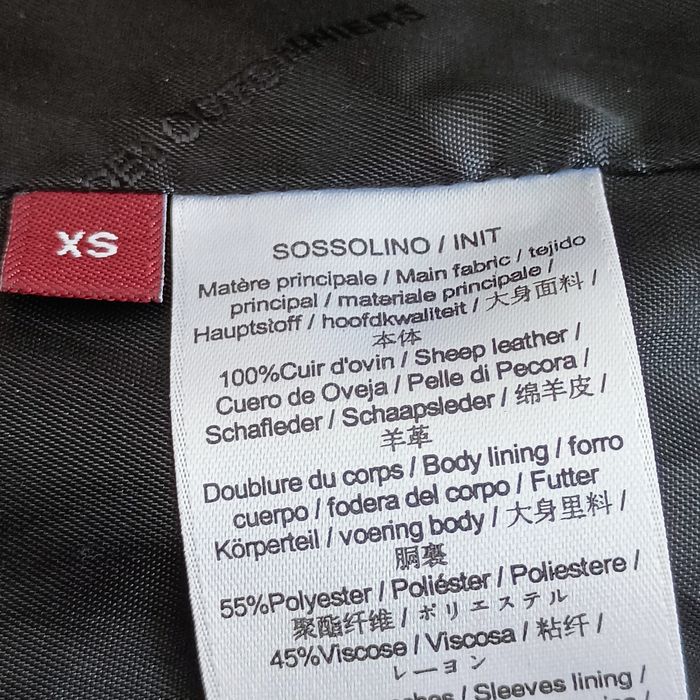 XS
SOSSOLINO / INIT
Matère principale / Main fabric / tejido
principal / materiale principale /
Hauptstoff / hoofdkwaliteit / 大身面料 /
本体
100%Cuir d'ovin / Sheep leather /
Cuero de Oveja / Pelle di Pecora /
Schafleder / Schaapsleder / 绵羊皮 /
羊革
Doublure du corps / Body lining / forro
cuerpo / fodera del corpo / Futter
Körperteil / voering body / 大身里料 /
胴裏
55%Polyester / Poliéster / Poliestere /
聚酯纤维 / ポリエステル
45%Viscose / Viscosa / 粘纤 /
レーヨン
/ Sleeves lining /